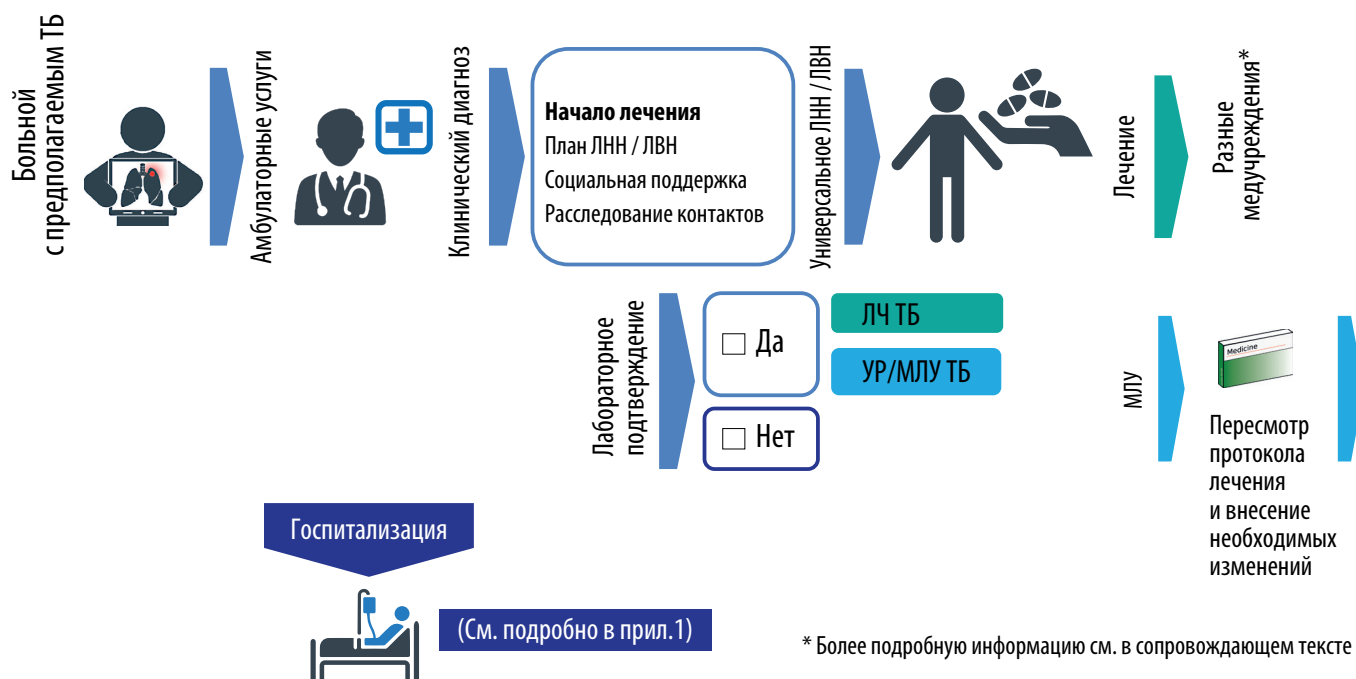 Больной
с предполагаемым ТБ
Амбулаторные услуги
Клинический диагноз
Начало лечения
План ЛНН / ЛВН
Социальная поддержка
Расследование контактов
Универсальное ЛНН / ЛВН
Лечение
Разные
медучреждения*
Лабораторное
подтверждение
Да
Нет
ЛЧ ТБ
УР/МЛУ ТБ
МЛУ
Medicine
Пересмотр
протокола
лечения
и внесение
необходимых
изменений
Госпитализация
(См. подробно в прил.1)
* Более подробную информацию см. в сопровождающем тексте